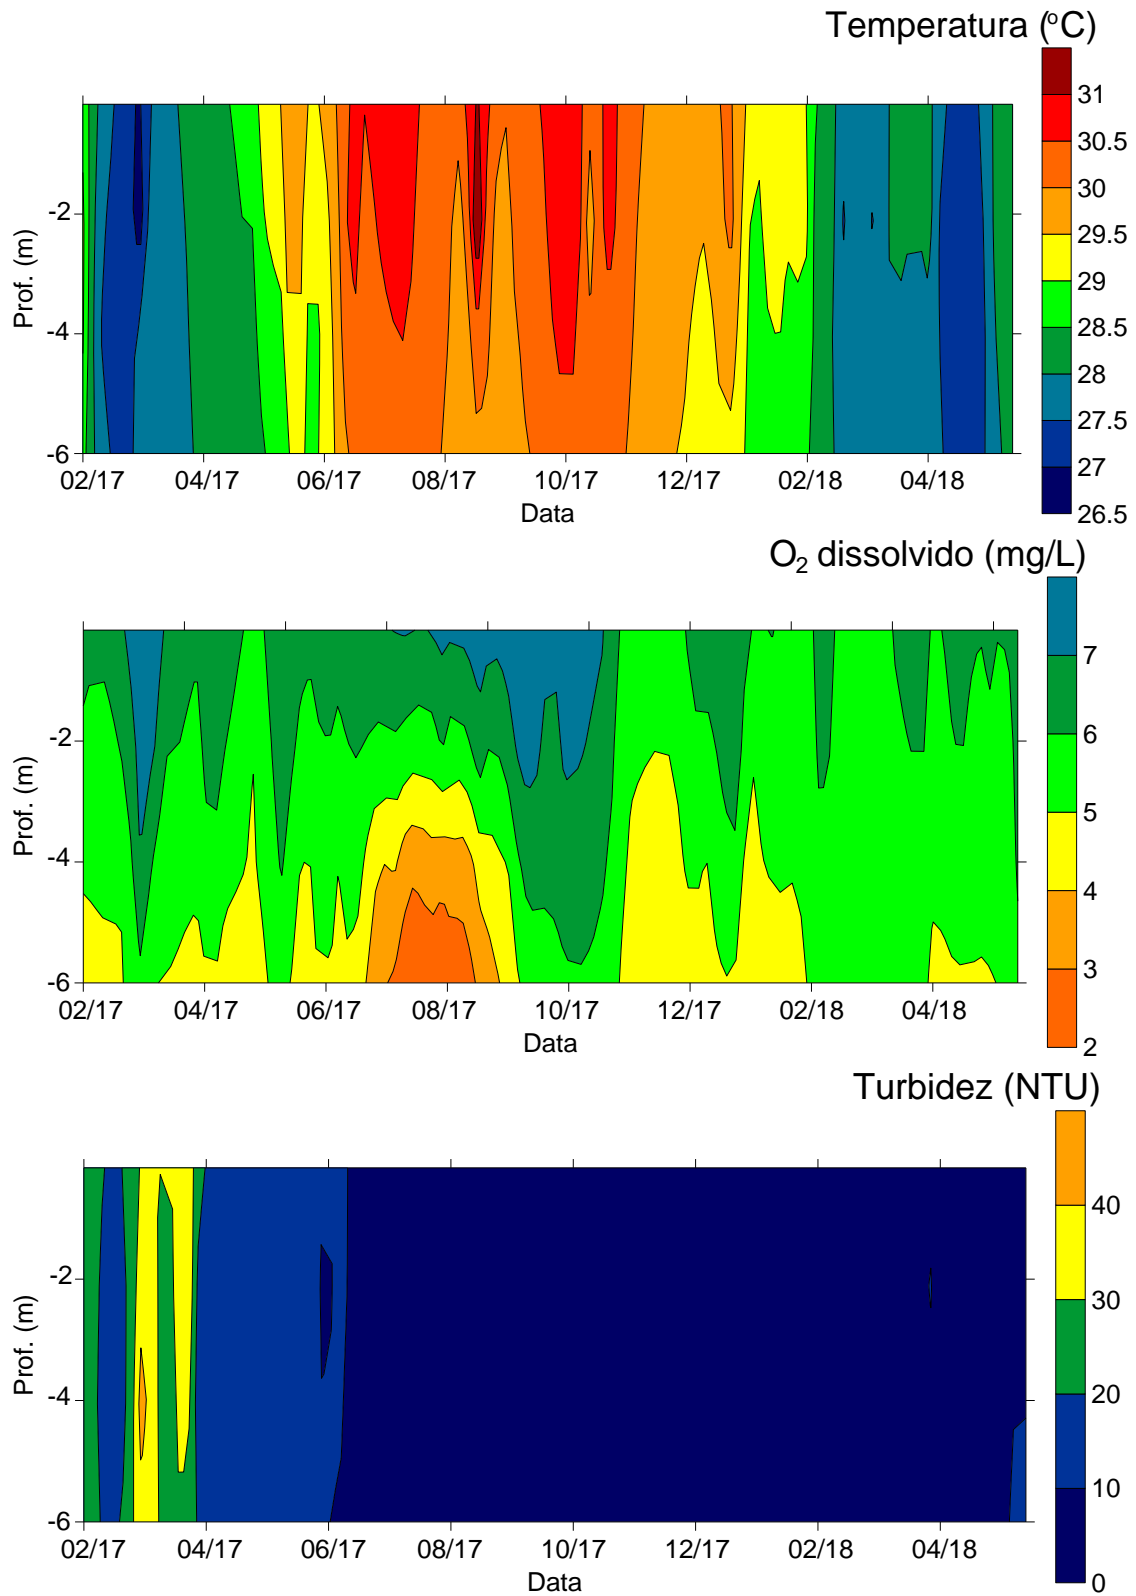 Temperatura (°C)
31
30.5
30
29.5
29
28.5
28
27.5
27
26.5
Prof. (m)
-2
-4
-6
02/17 04/17 06/17 08/17 10/17 12/17 02/18 04/18
Data
O₂ dissolvido (mg/L)
7
6
5
4
3
2
Prof. (m)
-2
-4
-6
02/17 04/17 06/17 08/17 10/17 12/17 02/18 04/18
Data
Turbidez (NTU)
40
30
20
10
0
Prof. (m)
-2
-4
-6
02/17 04/17 06/17 08/17 10/17 12/17 02/18 04/18
Data